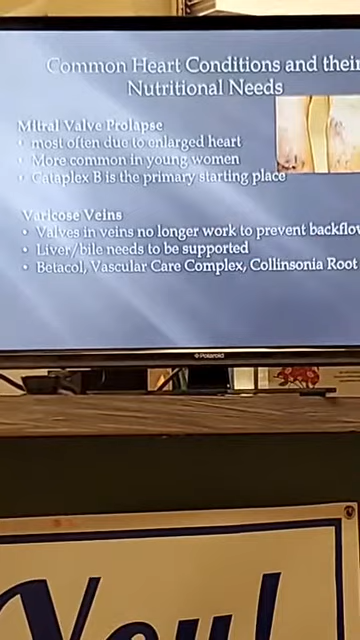 Common Heart Conditions and their
Nutritional Needs
Mitral Valve Prolapse
• most often due to enlarged heart
• More common in young women
• Cataplex B is the primary starting place
Varicose Veins
• Valves in veins no longer work to prevent backflow
• Liver/bile needs to be supported
• Betacol, Vascular Care Complex, Collinsonia Root
Polaroid
You!